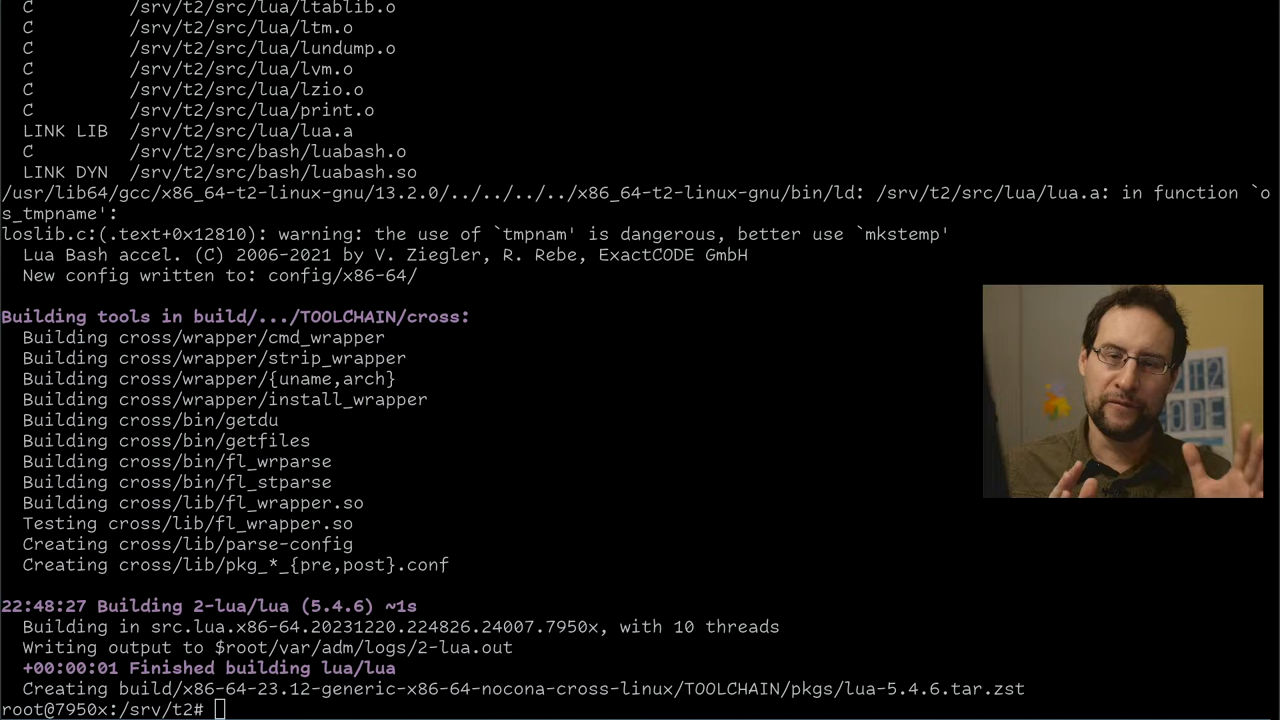 C /srv/t2/src/lua/ltablib.o
C /srv/t2/src/lua/ltm.o
C /srv/t2/src/lua/lundump.o
C /srv/t2/src/lua/lvm.o
C /srv/t2/src/lua/lzio.o
C /srv/t2/src/lua/print.o
LINK LIB /srv/t2/src/lua/lua.a
C /srv/t2/src/bash/luabash.o
LINK DYN /srv/t2/src/bash/luabash.so
/usr/lib64/gcc/x86_64-t2-linux-gnu/13.2.0/../../../../x86_64-t2-linux-gnu/bin/ld: /srv/t2/src/lua/lua.a: in function `o
s_tmpname':
loslib.c:(.text+0x12810): warning: the use of `tmpnam' is dangerous, better use `mkstemp'
Lua Bash accel. (C) 2006-2021 by V. Ziegler, R. Rebe, ExactCODE GmbH
New config written to: config/x86-64/
Building tools in build/.../TOOLCHAIN/cross:
Building cross/wrapper/cmd_wrapper
Building cross/wrapper/strip_wrapper
Building cross/wrapper/{uname,arch}
Building cross/wrapper/install_wrapper
Building cross/bin/getdu
Building cross/bin/getfiles
Building cross/bin/fl_wrparse
Building cross/bin/fl_stparse
Building cross/lib/fl_wrapper.so
Testing cross/lib/fl_wrapper.so
Creating cross/lib/parse-config
Creating cross/lib/pkg_*_{pre,post}.conf
22:48:27 Building 2-lua/lua (5.4.6) ~1s
Building in src.lua.x86-64.20231220.224826.24007.7950x, with 10 threads
Writing output to $root/var/adm/logs/2-lua.out
+00:00:01 Finished building lua/lua
Creating build/x86-64-23.12-generic-x86-64-nocona-cross-linux/TOOLCHAIN/pkgs/lua-5.4.6.tar.zst
root@7950x:/srv/t2#